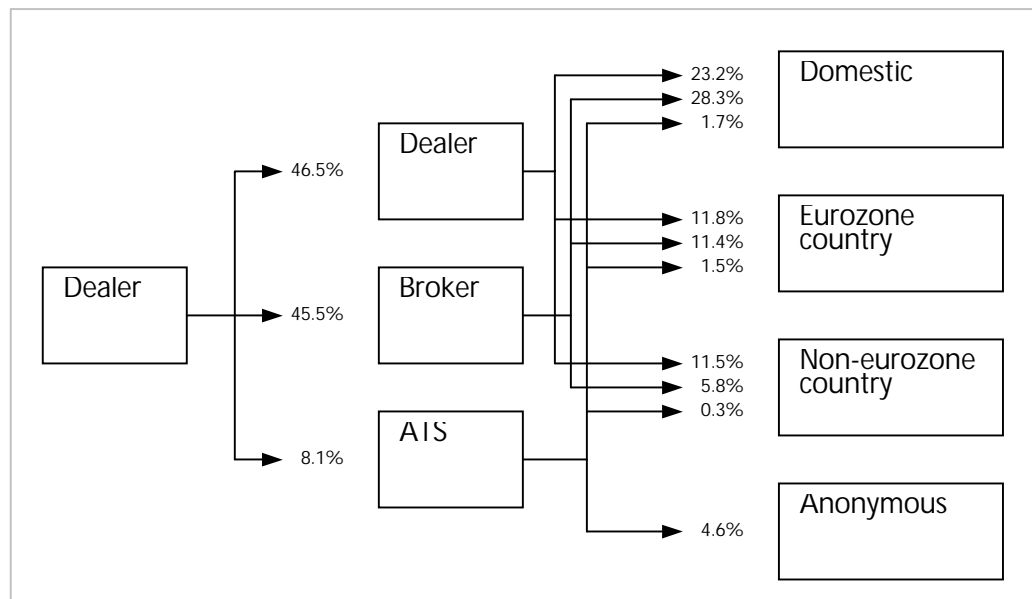 23.2%
Domestic
28.3%
1.7%
Dealer
46.5%
11.8%
Eurozone
country
11.4%
1.5%
Dealer
Broker
45.5%
11.5%
Non-eurozone
country
5.8%
0.3%
ATS
8.1%
Anonymous
4.6%